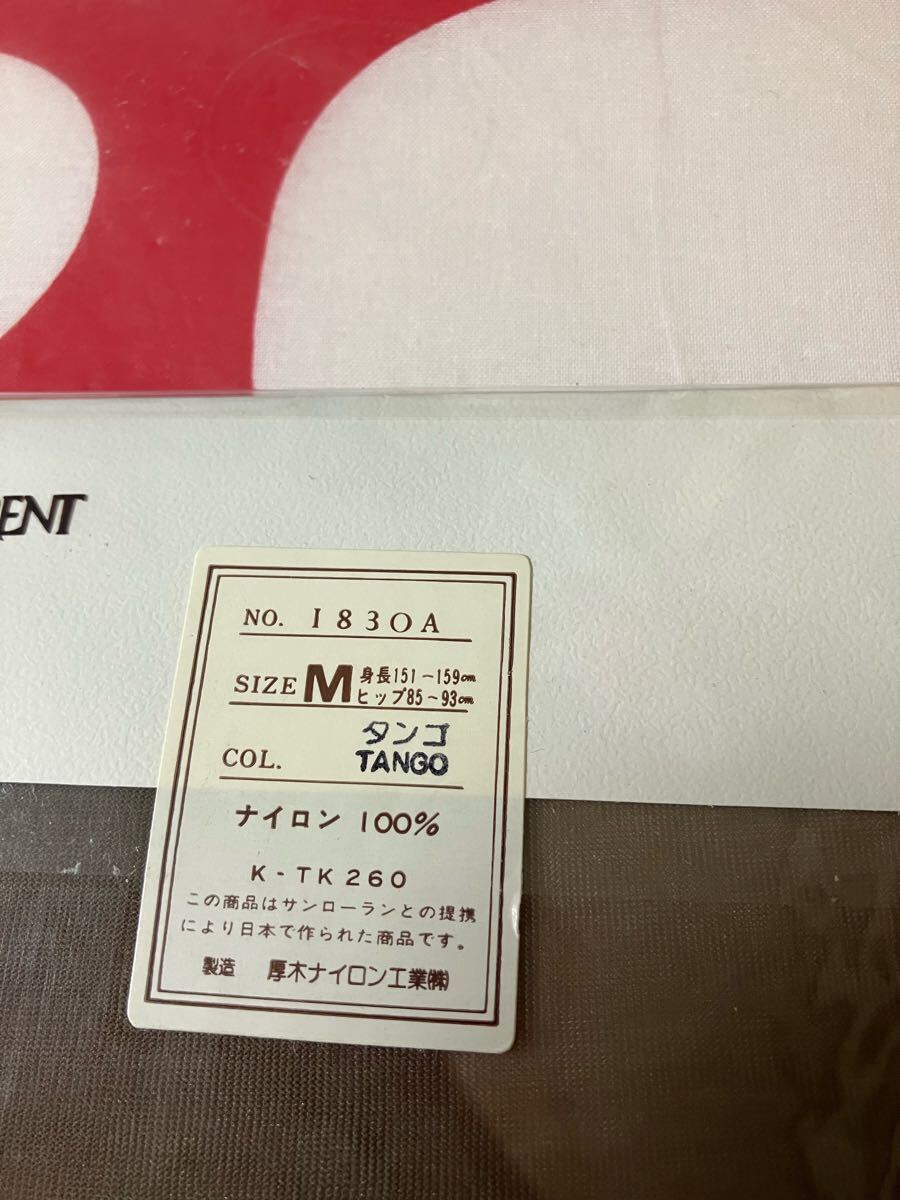 RENT
NO. 1830A
SIZE M 身長151~159cm
ヒップ85~93cm
タンゴ
COL. TANGO
ナイロン 100%
K-TK260
この商品はサンローランとの提携
により日本で作られた商品です。
製造 厚木ナイロン工業㈱